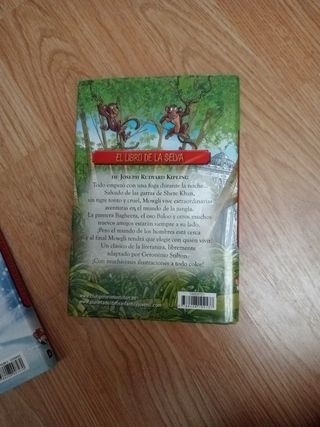 EL LIBRO DE LA SELVA
DE JOSEPH RUDYARD KIPLING
Todo empezó con una fuga durante la noche...
Salvado de las garras de Shere Khan,
un tigre tonto y cruel, Mowgli vive extraordinarias
aventuras en el mundo de la jungla.
La pantera Bagheera, el oso Baloo y otros muchos
nuevos amigos estarán siempre a su lado.
¡Pero el mundo de los hombres está cerca
y al final Mowgli tendrá que elegir con quién vivir!
Un clásico de la literatura, libremente
adaptado por Geronimo Stilton.
¡Con muchísimas ilustraciones a todo color!